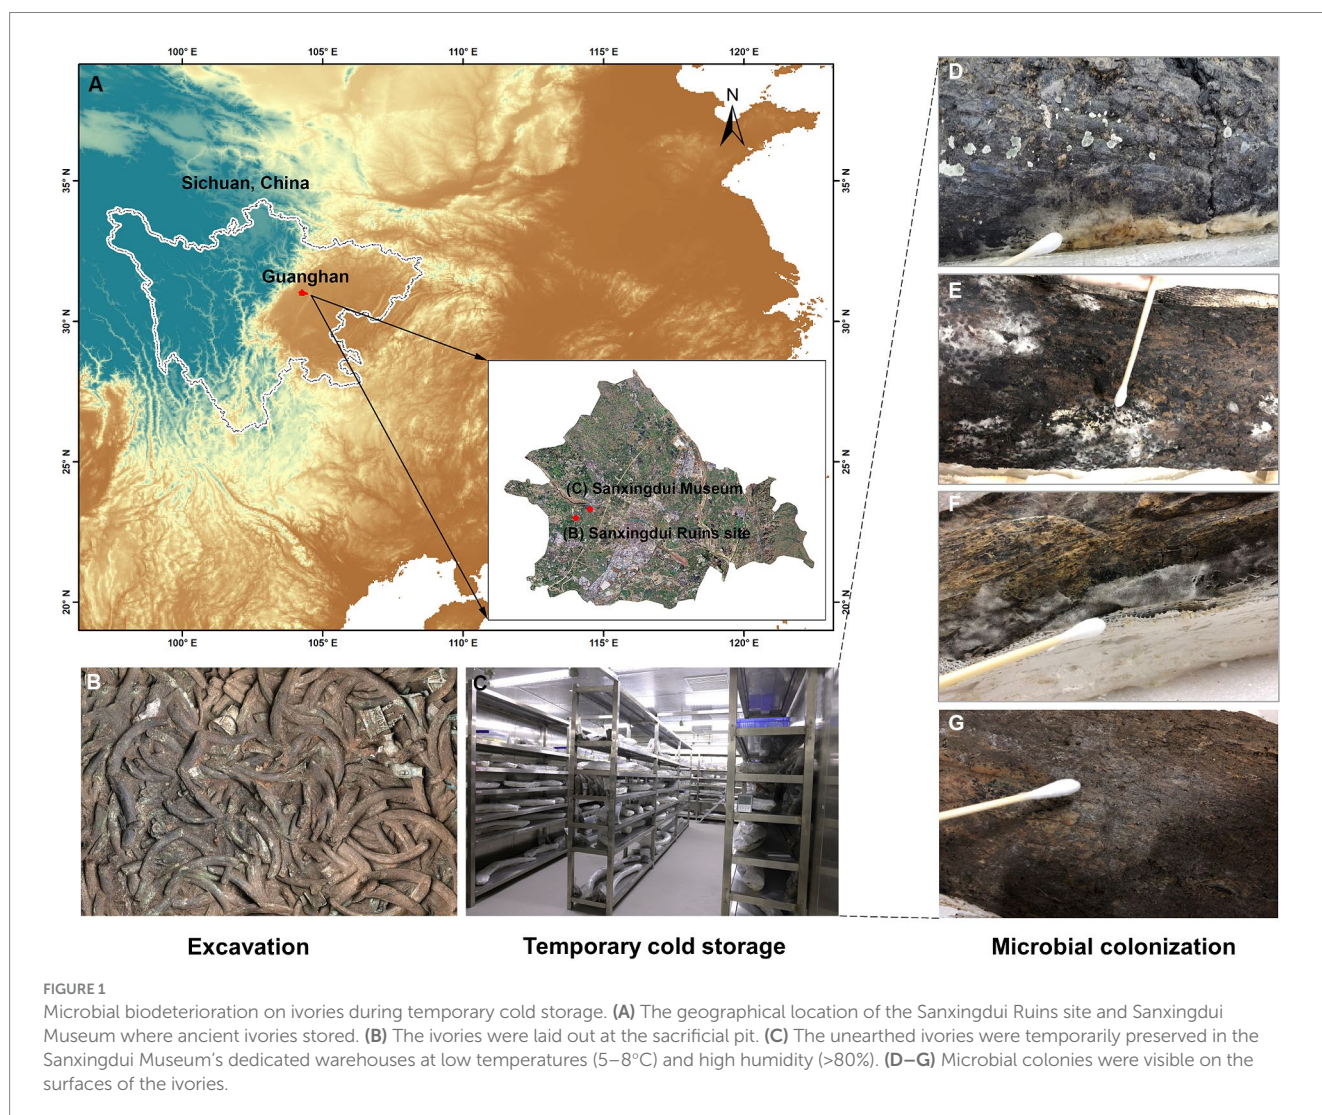 100° E 105° E 110° E 115° E 120° E
A
N
35° N
35° N
Sichuan, China
Guanghan
30° N
30° N
(C) Sanxingdui Museum
(B) Sanxingdui Ruins site
25° N
25° N
20° N
20° N
100° E 105° E 110° E 115° E 120° E
B
C
D
E
F
G
Excavation
Temporary cold storage
Microbial colonization
FIGURE 1
Microbial biodeterioration on ivories during temporary cold storage. (A) The geographical location of the Sanxingdui Ruins site and Sanxingdui
Museum where ancient ivories stored. (B) The ivories were laid out at the sacrificial pit. (C) The unearthed ivories were temporarily preserved in the
Sanxingdui Museum’s dedicated warehouses at low temperatures (5–8°C) and high humidity (>80%). (D–G) Microbial colonies were visible on the
surfaces of the ivories.